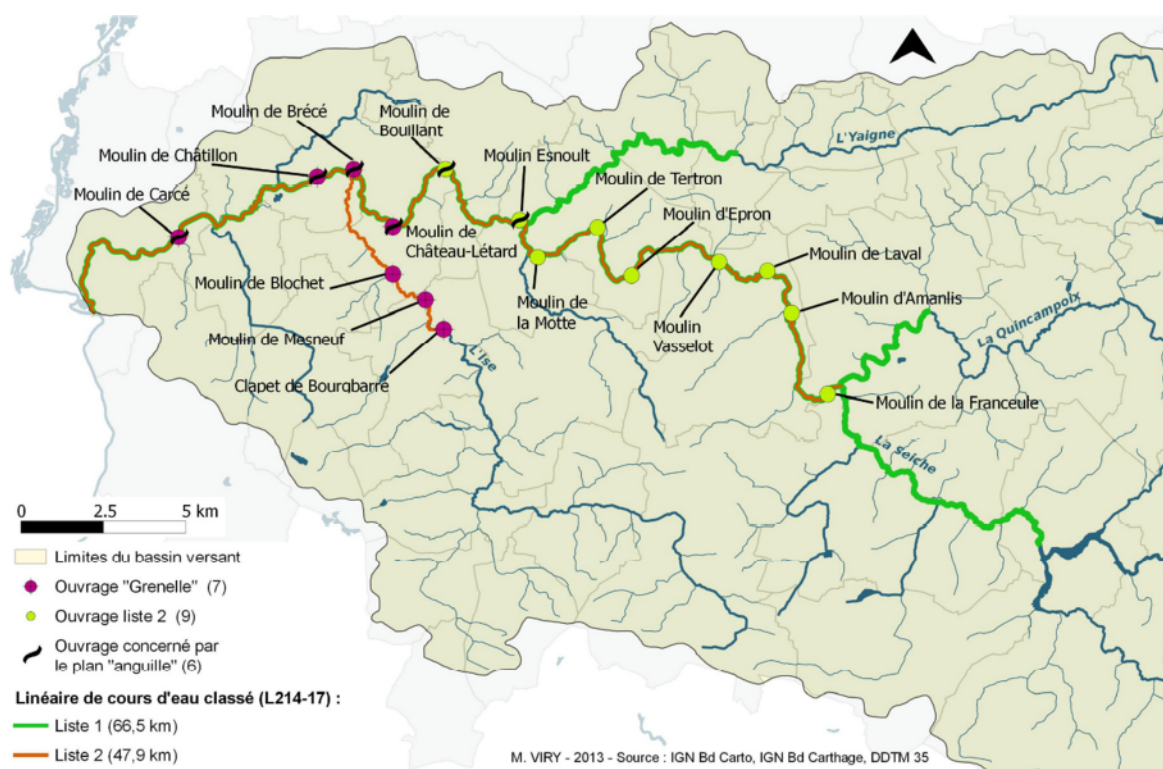 Moulin de Brécé
Moulin de
Bouillant
Moulin de Châtillon
Moulin Esnoult
L'Yaigne
Moulin de Tertron
Moulin de Carcé
Moulin d'Epron
Moulin de
Château-Létard
Moulin de Laval
Moulin de Blochet
Moulin de
la Motte
Moulin
Vasselot
Moulin d'Amanlis
La Quincampoix
Moulin de Mesneuf
L'Ise
Clapet de Bourgbarré
Moulin de la Franceule
La Seiche
0 2.5 5 km
Limites du bassin versant
Ouvrage "Grenelle" (7)
Ouvrage liste 2 (9)
Ouvrage concerné par
le plan "anguille" (6)
Linéaire de cours d'eau classé (L214-17) :
Liste 1 (66,5 km)
Liste 2 (47,9 km)
M. VIRY - 2013 - Source : IGN Bd Carto, IGN Bd Carthage, DDTM 35